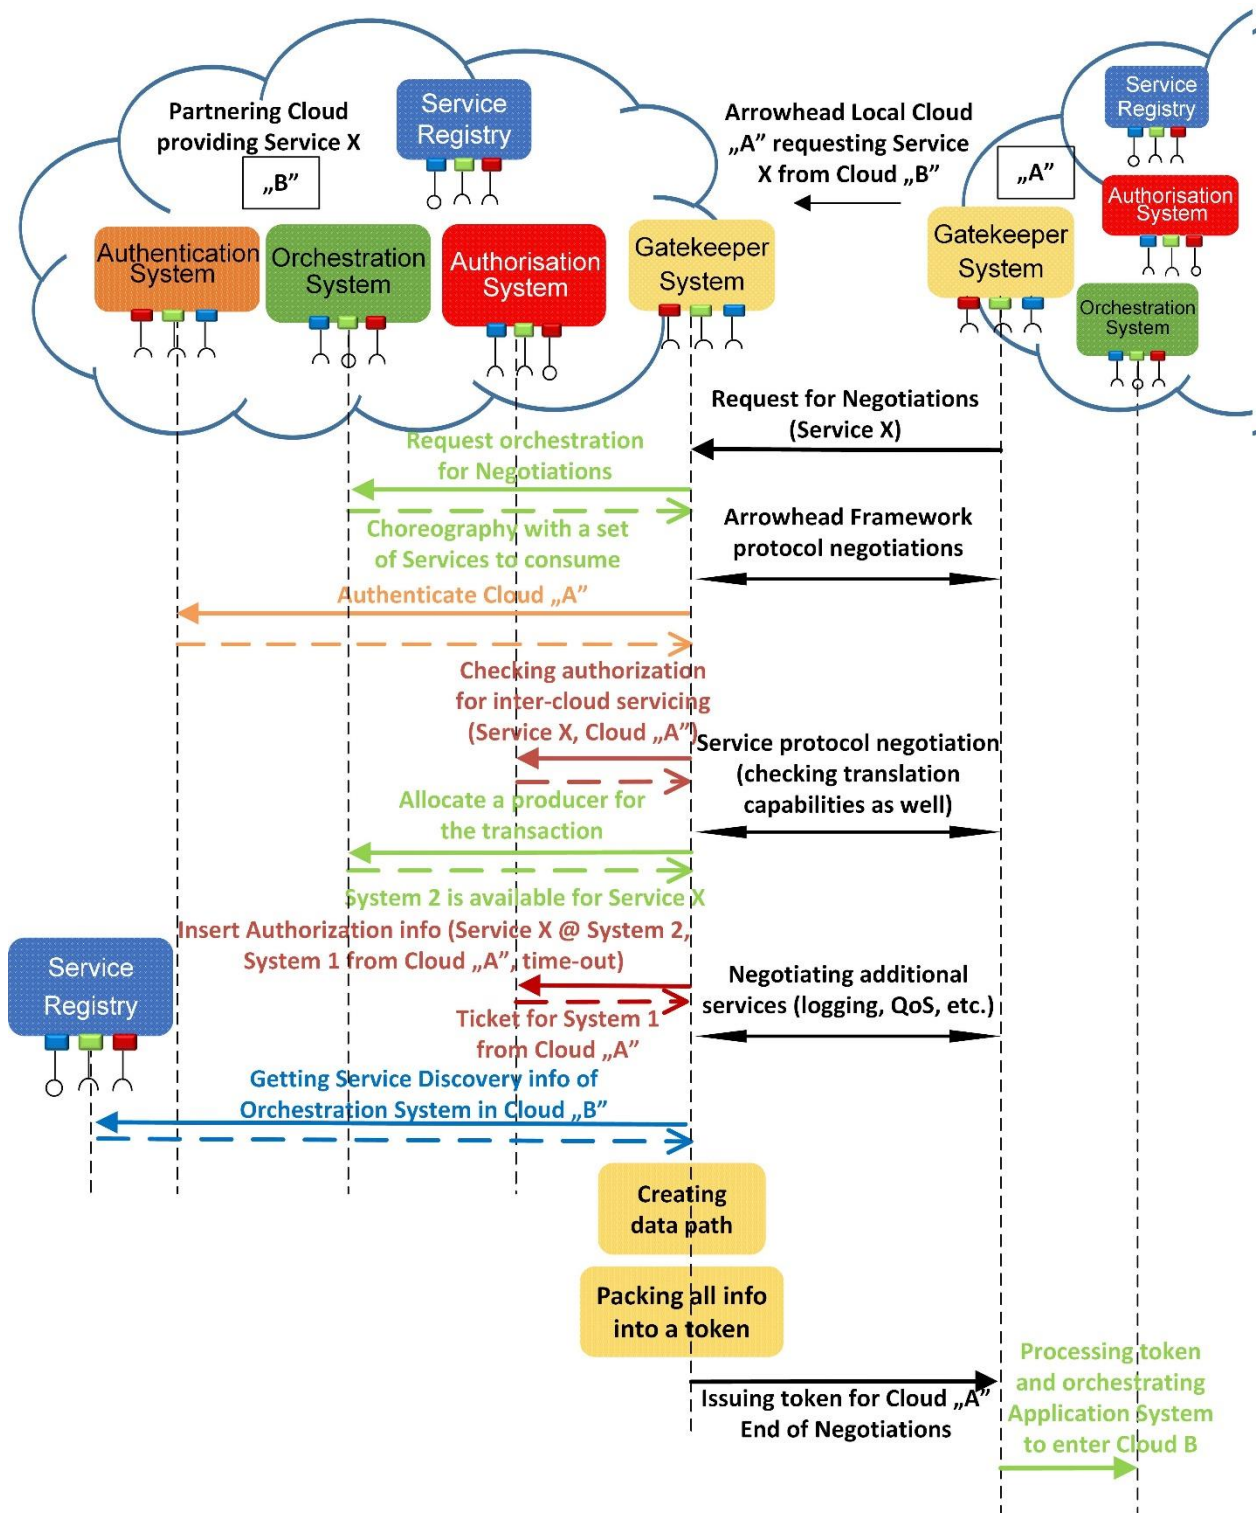 Partnering Cloud
providing Service X
„B”
Service
Registry
Arrowhead Local Cloud
„A” requesting Service
X from Cloud „B”
„A”
Service
Registry
Authorisation
System
Authentication
System
Orchestration
System
Authorisation
System
Gatekeeper
System
Gatekeeper
System
Orchestration
System
Request for Negotiations
(Service X)
Request orchestration
for Negotiations
Choreography with a set
of Services to consume
Arrowhead Framework
protocol negotiations
Authenticate Cloud „A”
Checking authorization
for inter-cloud servicing
(Service X, Cloud „A”)
Service protocol negotiation
(checking translation
capabilities as well)
Allocate a producer for
the transaction
System 2 is available for Service X
Insert Authorization info (Service X @ System 2,
System 1 from Cloud „A”, time-out)
Service
Registry
Negotiating additional
services (logging, QoS, etc.)
Ticket for System 1
from Cloud „A”
Getting Service Discovery info of
Orchestration System in Cloud „B”
Creating
data path
Packing all info
into a token
Issuing token for Cloud „A”
End of Negotiations
Processing token
and orchestrating
Application System
to enter Cloud B